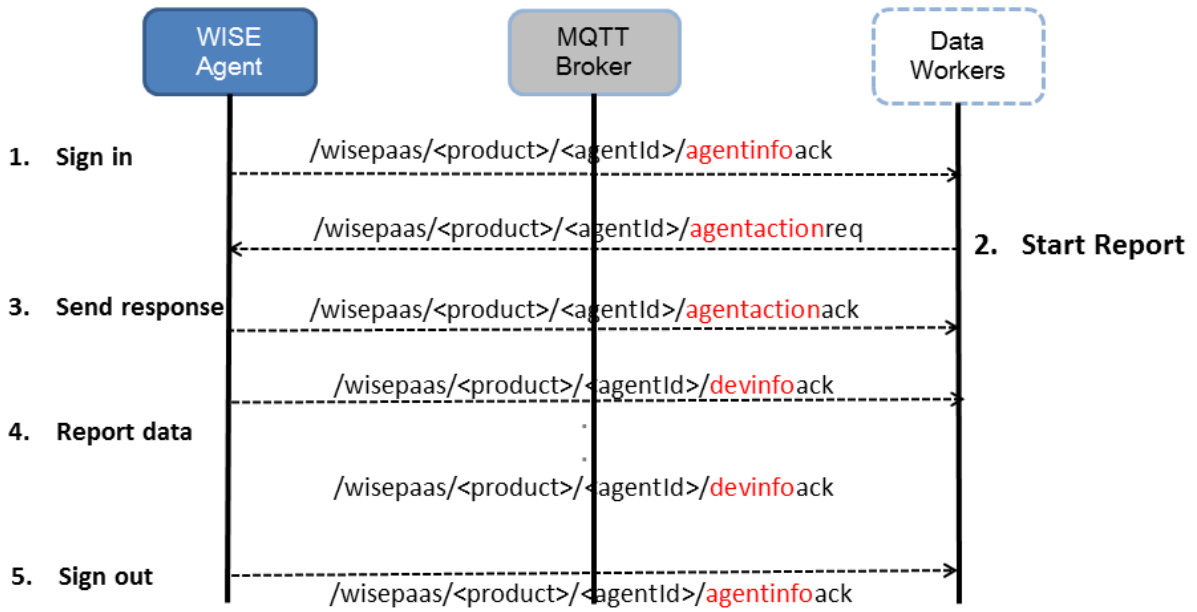 WISE
Agent
MQTT
Broker
Data
Workers
1. Sign in
/wisepaas/<product>/<agentId>/agentinfoack
/wisepaas/<product>/<agentId>/agentactionreq
2. Start Report
3. Send response
/wisepaas/<product>/<agentId>/agentactionack
/wisepaas/<product>/<agentId>/devinfoack
4. Report data
/wisepaas/<product>/<agentId>/devinfoack
5. Sign out
/wisepaas/<product>/<agentId>/agentinfoack